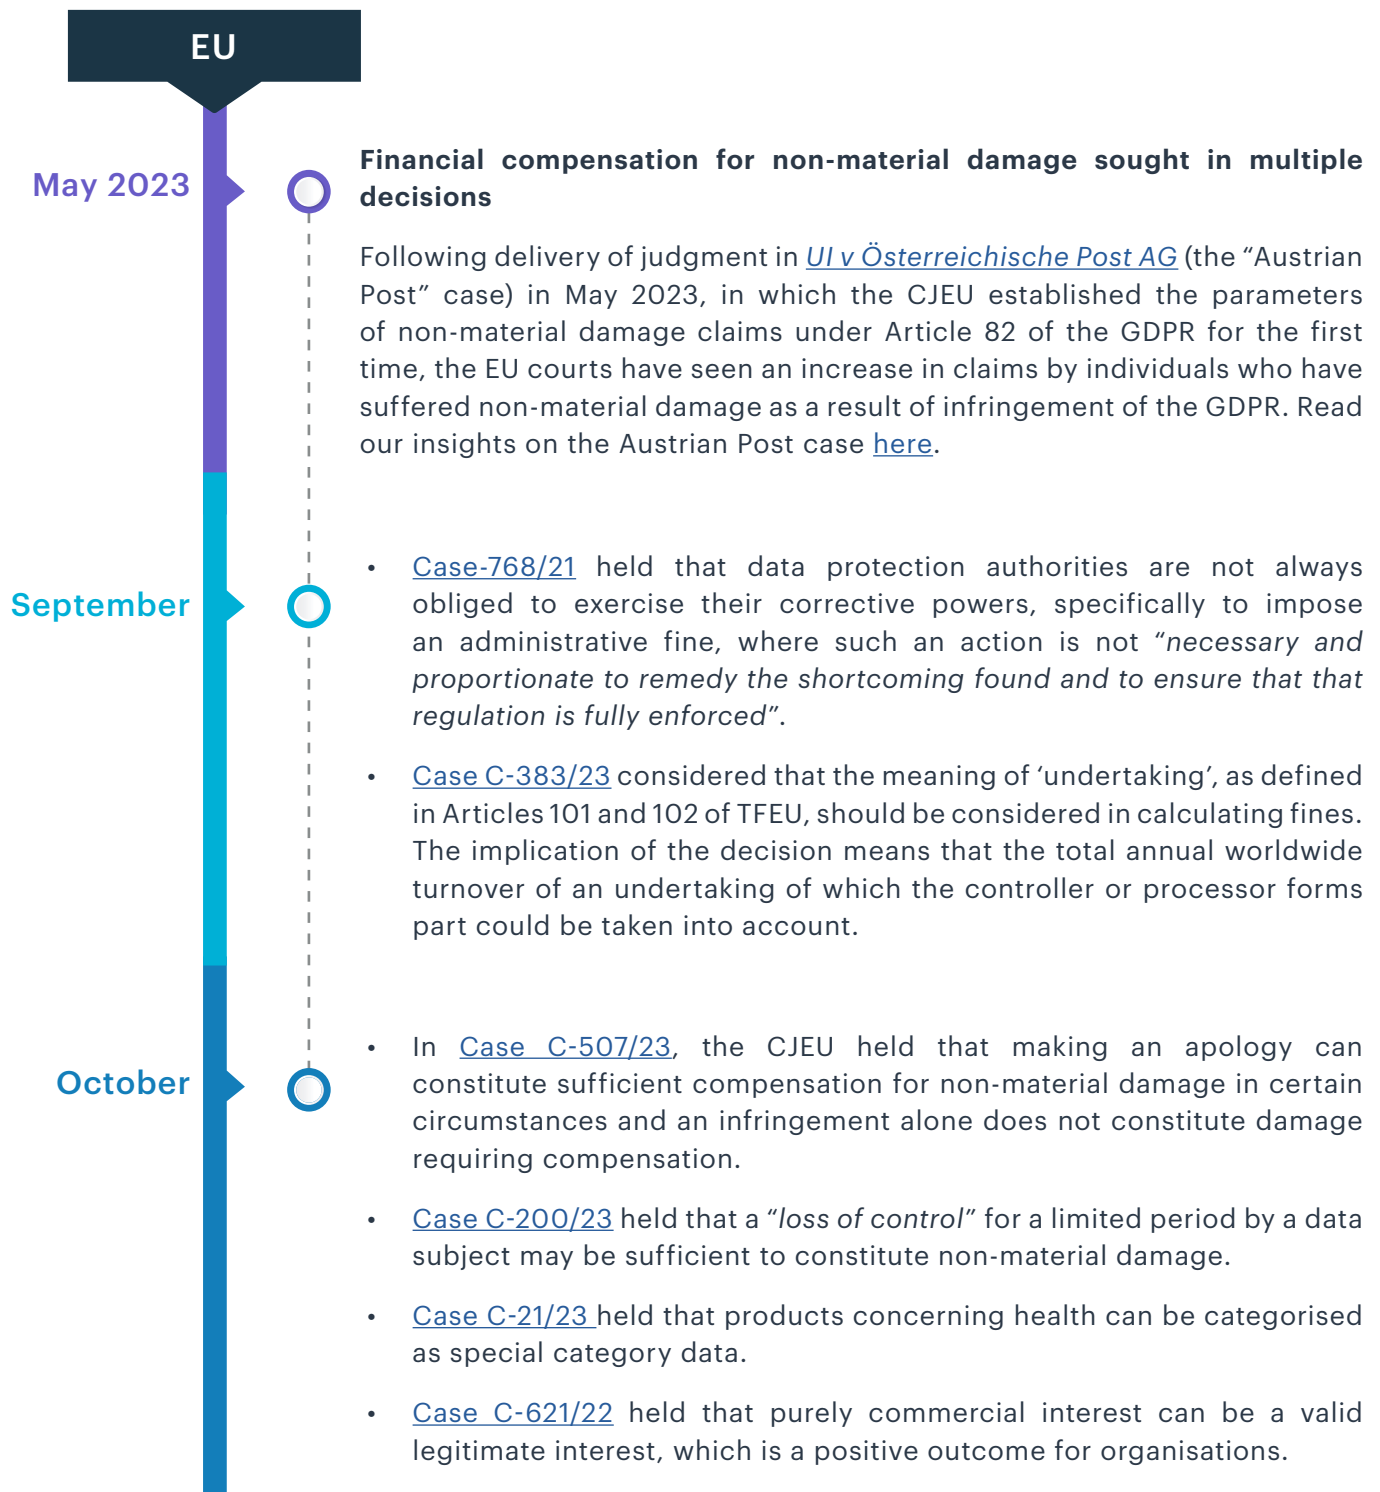 EU
May 2023
Financial compensation for non-material damage sought in multiple
decisions
Following delivery of judgment in UI v Österreichische Post AG (the “Austrian
Post” case) in May 2023, in which the CJEU established the parameters
of non-material damage claims under Article 82 of the GDPR for the first
time, the EU courts have seen an increase in claims by individuals who have
suffered non-material damage as a result of infringement of the GDPR. Read
our insights on the Austrian Post case here.
September
• Case-768/21 held that data protection authorities are not always
obliged to exercise their corrective powers, specifically to impose
an administrative fine, where such an action is not “necessary and
proportionate to remedy the shortcoming found and to ensure that that
regulation is fully enforced”.
• Case C-383/23 considered that the meaning of ‘undertaking’, as defined
in Articles 101 and 102 of TFEU, should be considered in calculating fines.
The implication of the decision means that the total annual worldwide
turnover of an undertaking of which the controller or processor forms
part could be taken into account.
October
• In Case C-507/23, the CJEU held that making an apology can
constitute sufficient compensation for non-material damage in certain
circumstances and an infringement alone does not constitute damage
requiring compensation.
• Case C-200/23 held that a “loss of control” for a limited period by a data
subject may be sufficient to constitute non-material damage.
• Case C-21/23 held that products concerning health can be categorised
as special category data.
• Case C-621/22 held that purely commercial interest can be a valid
legitimate interest, which is a positive outcome for organisations.